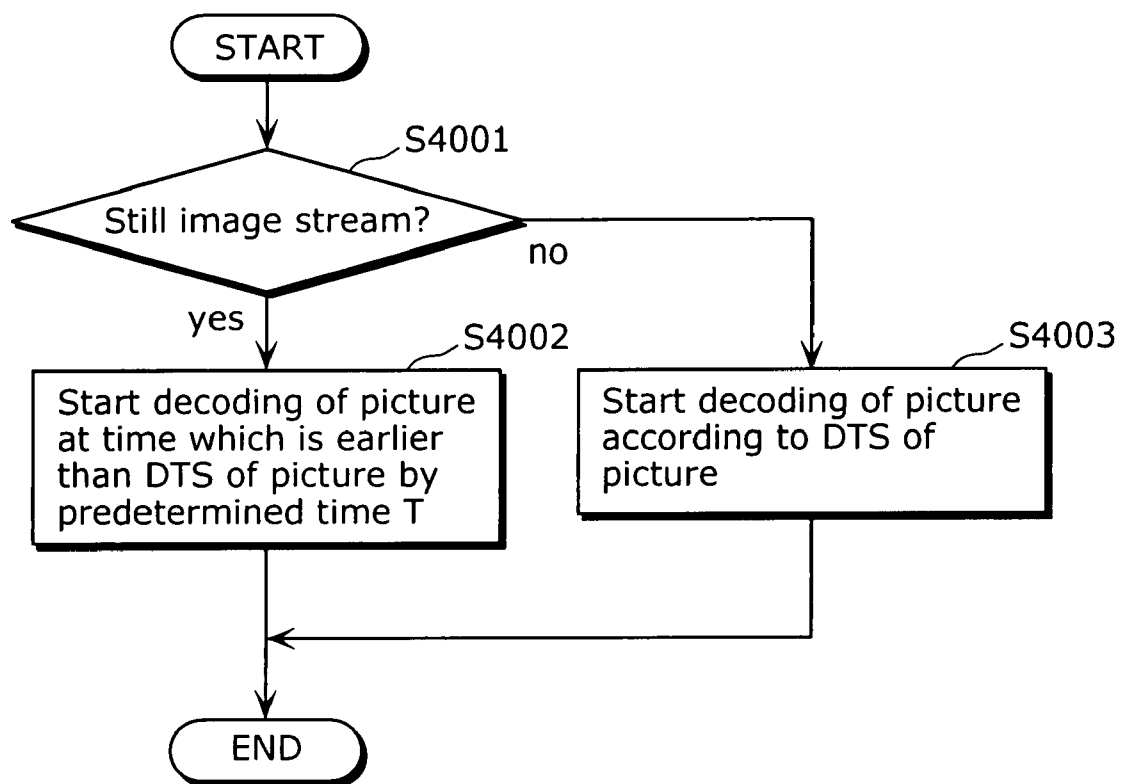 START
S4001
Still image stream?
no
yes
S4002
S4003
Start decoding of picture
at time which is earlier
than DTS of picture by
predetermined time T
Start decoding of picture
according to DTS of
picture
END